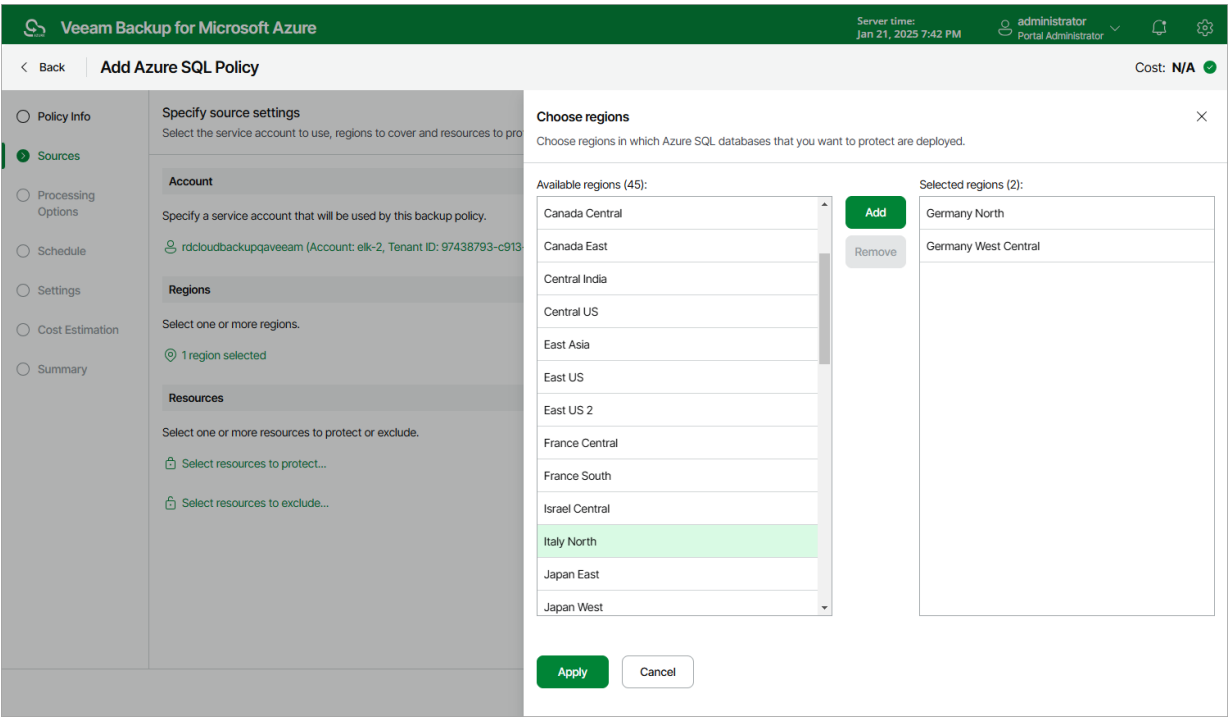 Veeam Backup for Microsoft Azure
Server time:
Jan 21, 2025 7:42 PM
administrator
Portal Administrator
Back
Add Azure SQL Policy
Cost: N/A
Policy Info
Sources
Processing
Options
Schedule
Settings
Cost Estimation
Summary
Specify source settings
Select the service account to use, regions to cover and resources to pro
Account
Specify a service account that will be used by this backup policy.
rdcloudbackupqaveeam (Account: elk-2, Tenant ID: 97438793-c913-
Regions
Select one or more regions.
1 region selected
Resources
Select one or more resources to protect or exclude.
Select resources to protect...
Select resources to exclude...
Choose regions
Choose regions in which Azure SQL databases that you want to protect are deployed.
Available regions (45):
Canada Central
Canada East
Central India
Central US
East Asia
East US
East US 2
France Central
France South
Israel Central
Italy North
Japan East
Japan West
Add
Remove
Selected regions (2):
Germany North
Germany West Central
Apply
Cancel